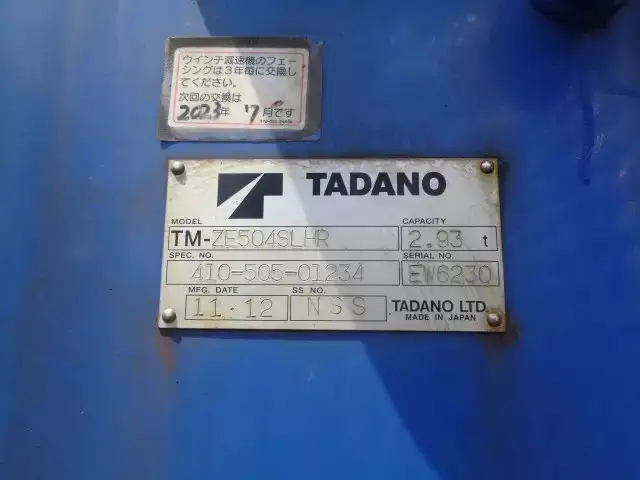 ウインチ減速機のフェー
シングは3年毎に交換し
てください。
次回の交換は
2023年 7月です
TADANO
MODEL CAPACITY
TM-ZE504SLHR 2.93 t
SPEC. NO. SERIAL NO.
410-505-01234 EW6230
MFG. DATE SS NO.
11・12 NSS TADANO LTD.
MADE IN JAPAN